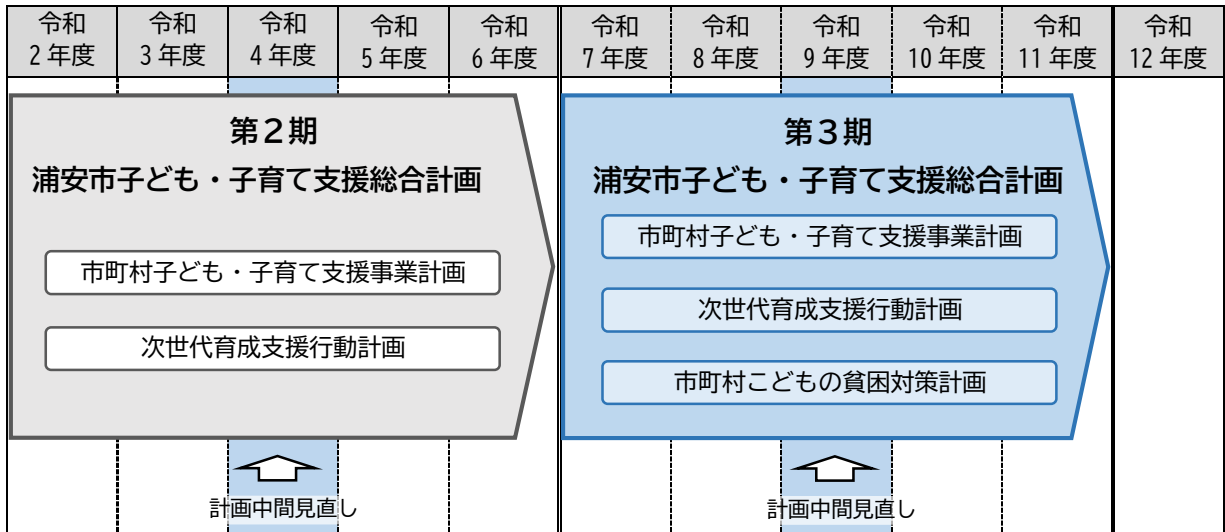 令和 令和 令和 令和 令和 令和 令和 令和 令和 令和 令和
2年度 3年度 4年度 5年度 6年度 7年度 8年度 9年度 10年度 11年度 12年度
第２期
浦安市子ども・子育て支援総合計画
市町村子ども・子育て支援事業計画
次世代育成支援行動計画
第３期
浦安市子ども・子育て支援総合計画
市町村子ども・子育て支援事業計画
次世代育成支援行動計画
市町村こどもの貧困対策計画
計画中間見直し
計画中間見直し